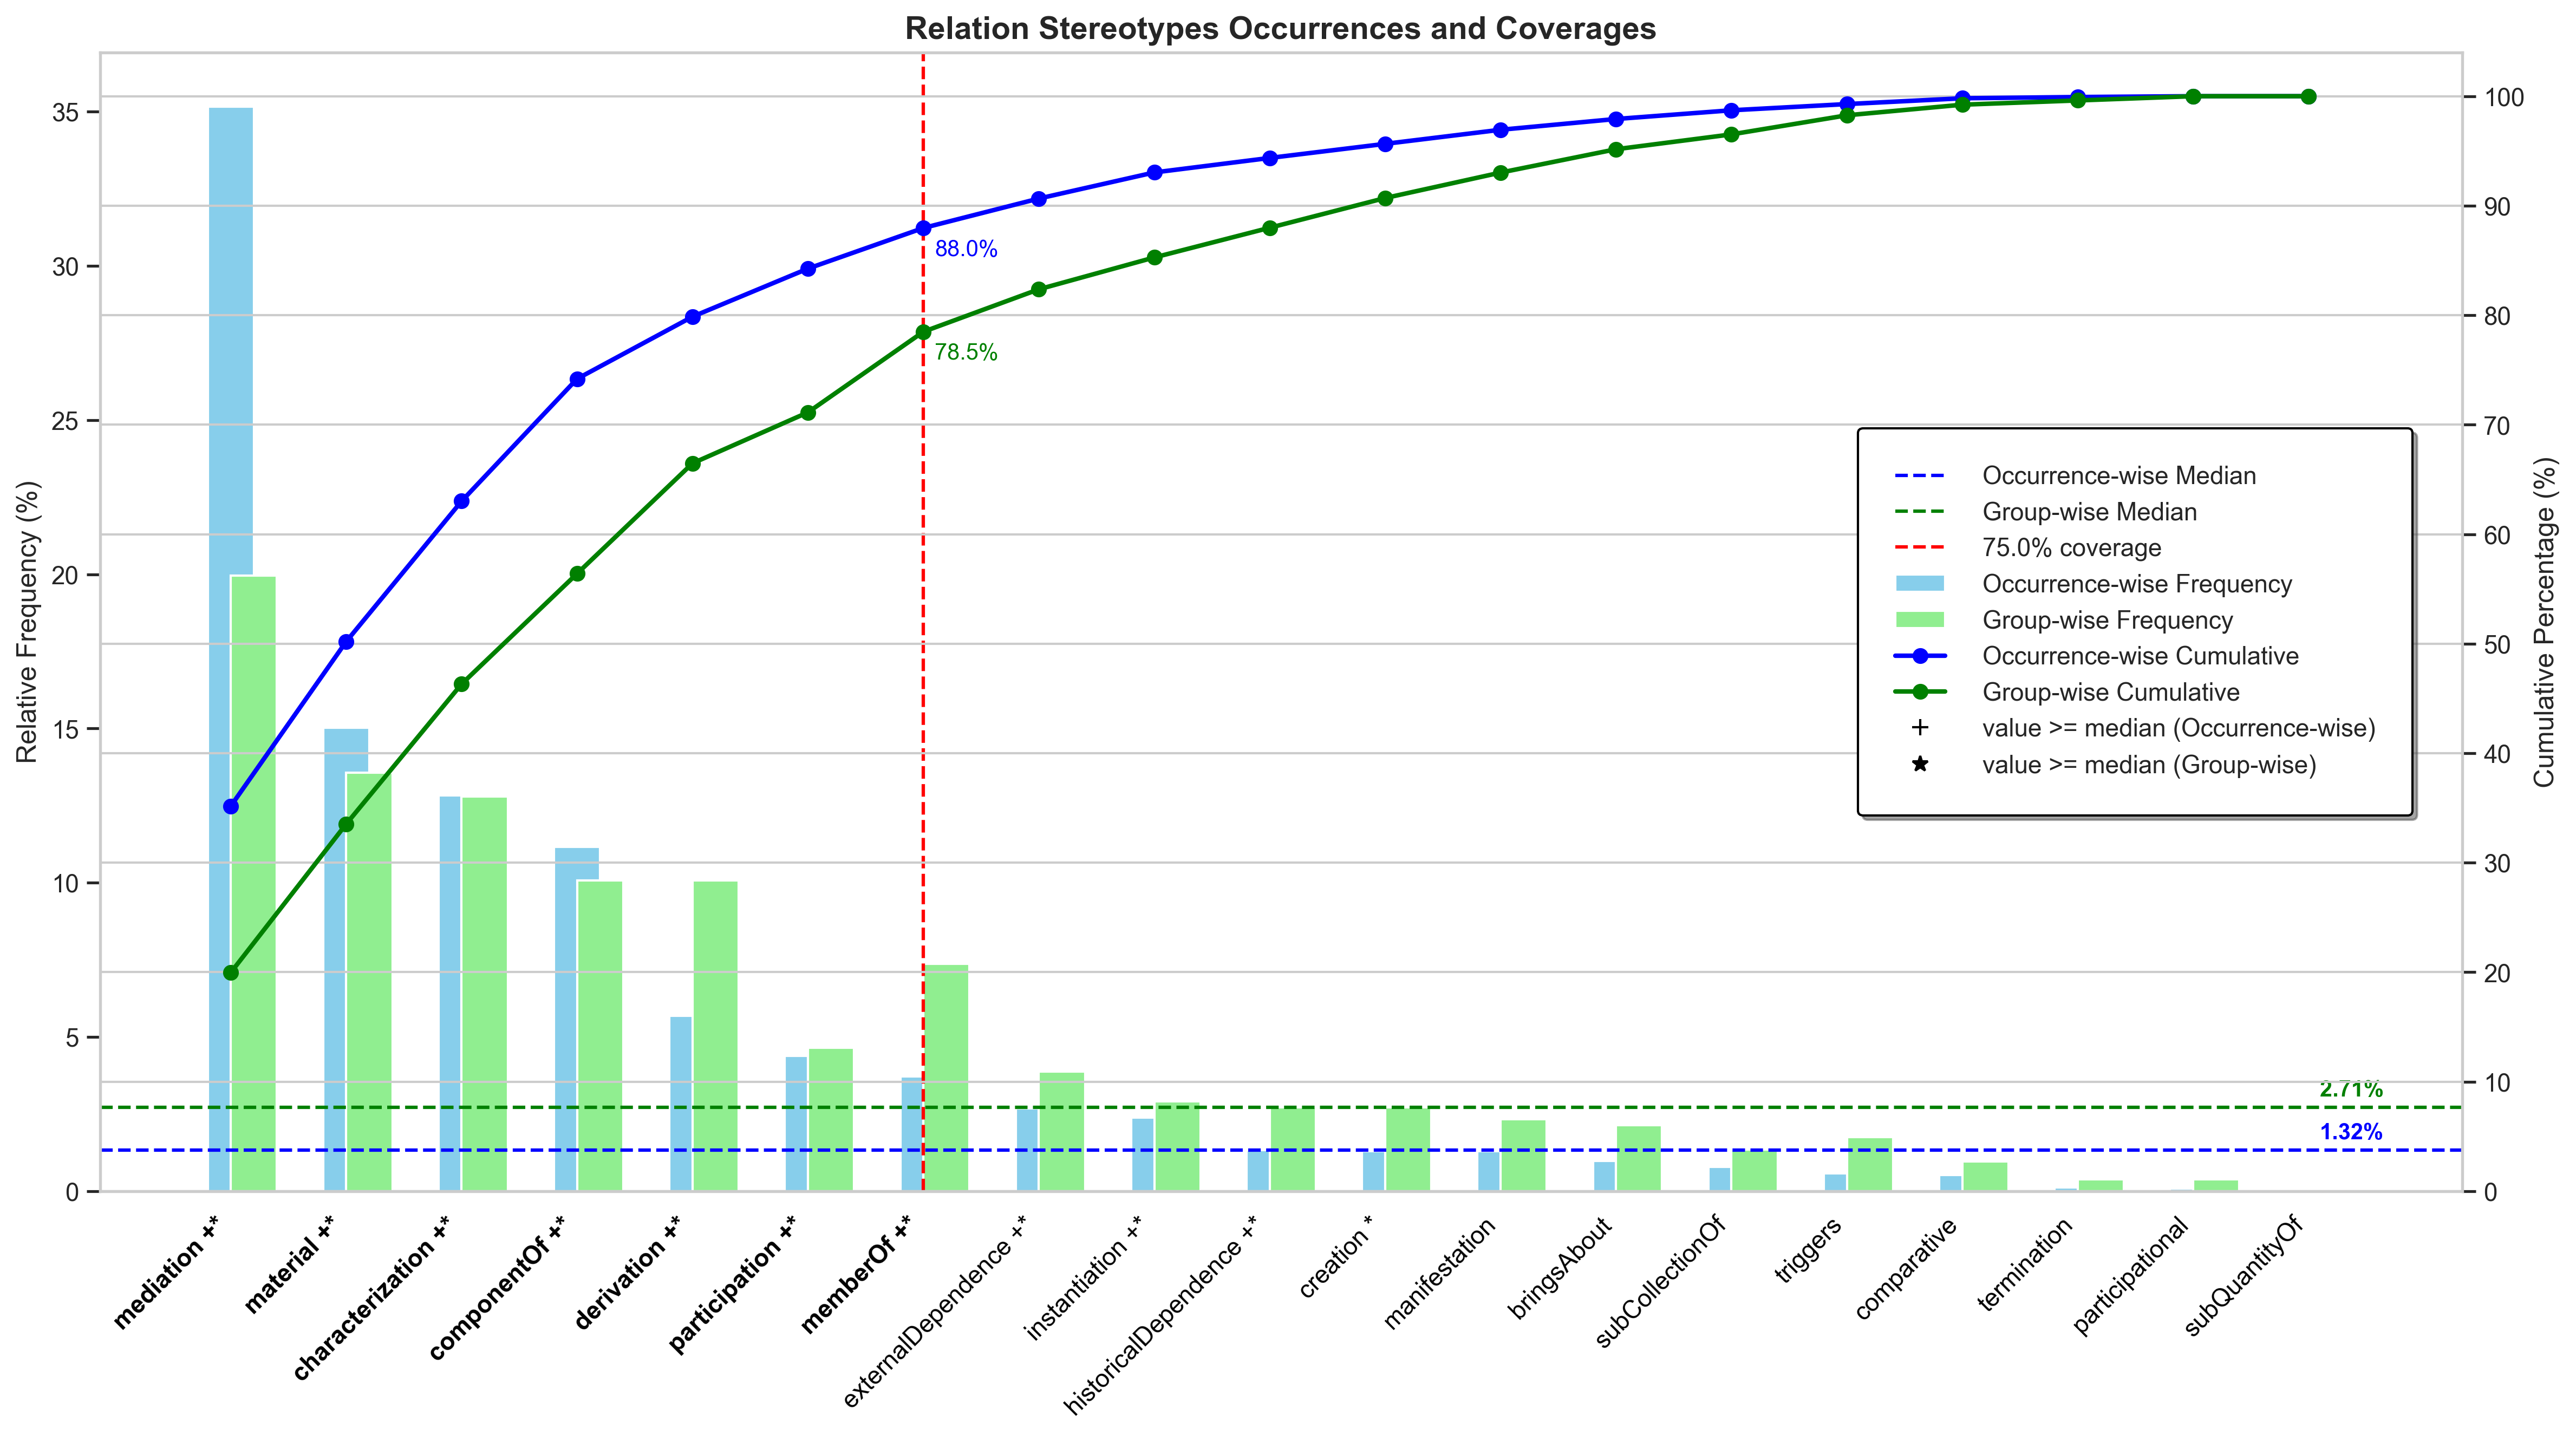 Relation Stereotypes Occurrences and Coverages
Relative Frequency (%)
35
30
25
20
15
10
5
0
88.0%
78.5%
2.71%
1.32%
Occurrence-wise Median
Group-wise Median
75.0% coverage
Occurrence-wise Frequency
Group-wise Frequency
Occurrence-wise Cumulative
Group-wise Cumulative
value >= median (Occurrence-wise)
value >= median (Group-wise)
100
90
80
70
60
50
40
30
20
10
0
Cumulative Percentage (%)
mediation +*
material +*
characterization +*
componentOf +*
derivation +*
participation +*
memberOf +*
externalDependence +*
instantiation +*
historicalDependence +*
creation *
manifestation
bringsAbout
subCollectionOf
triggers
comparative
termination
participational
subQuantityOf